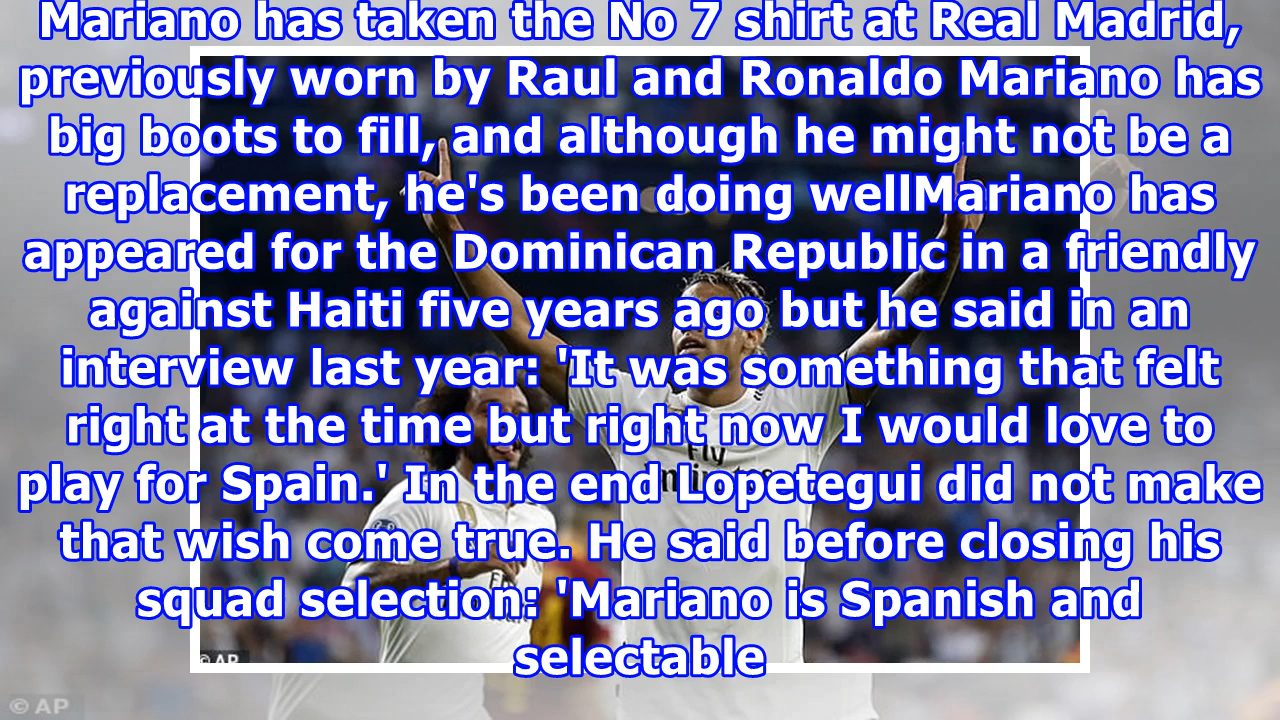 Mariano has taken the No 7 shirt at Real Madrid,
previously worn by Raul and Ronaldo Mariano has
big boots to fill, and although he might not be a
replacement, he's been doing wellMariano has
appeared for the Dominican Republic in a friendly
against Haiti five years ago but he said in an
interview last year: 'It was something that felt
right at the time but right now I would love to
play for Spain.' In the end Lopetegui did not make
that wish come true. He said before closing his
squad selection: 'Mariano is Spanish and
selectable
Fly
© AP
© AP